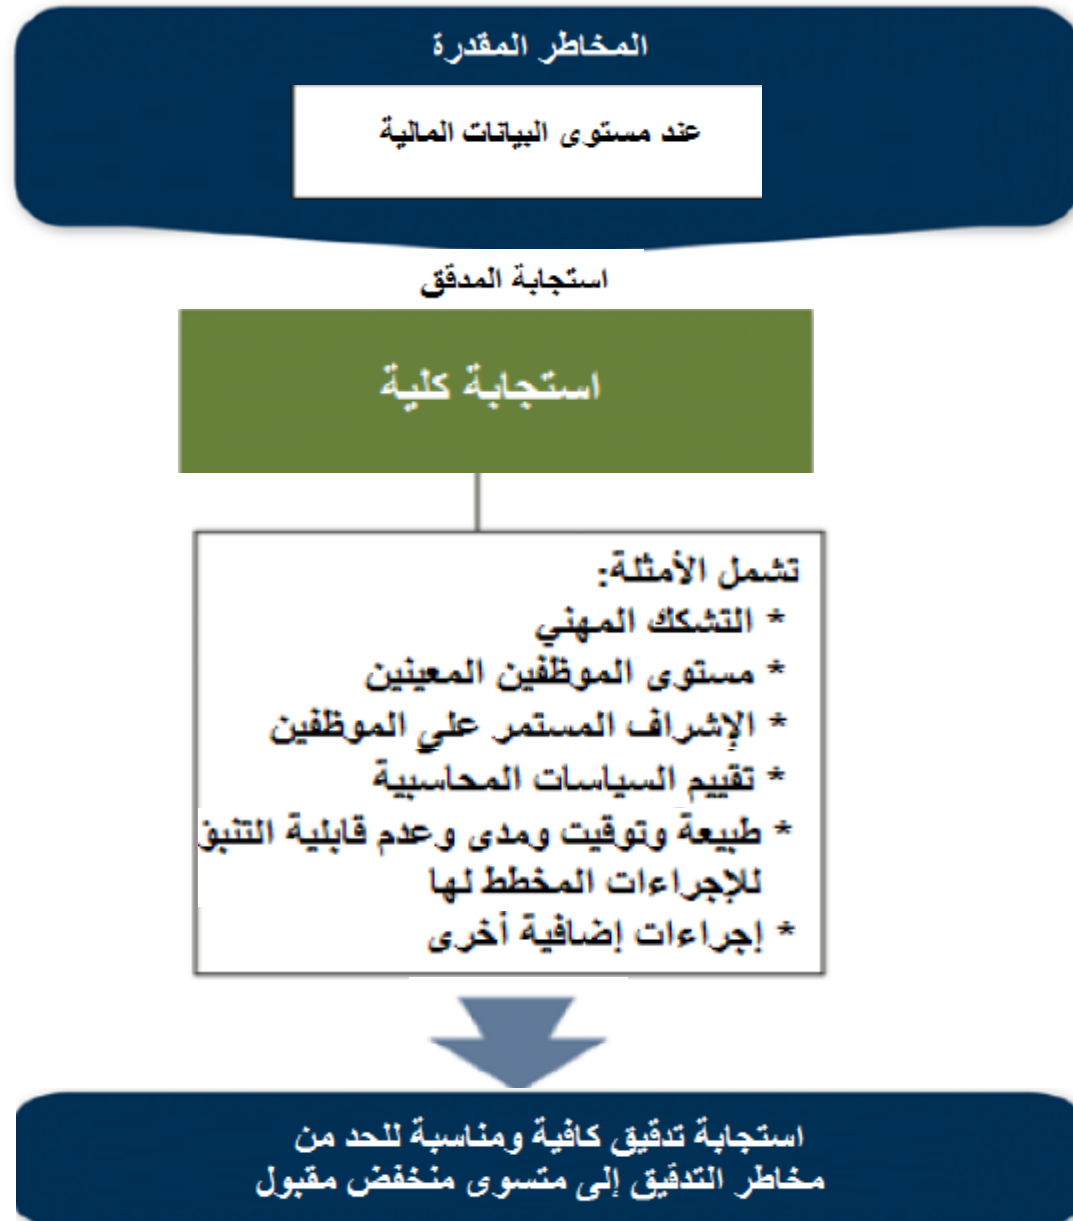 المخاطر المقدرة
عند مستوى البيانات المالية
استجابة المدقق
استجابة كلية
تشمل الأمثلة:
* التشكك المهني
* مستوى الموظفين المعينين
* الإشراف المستمر علي الموظفين
* تقييم السياسات المحاسبية
* طبيعة وتوقيت ومدى وعدم قابلية التنبؤ
للإجراءات المخطط لها
* إجراءات إضافية أخرى
استجابة تدقيق كافية ومناسبة للحد من
مخاطر التدقيق إلى متسوى منخفض مقبول